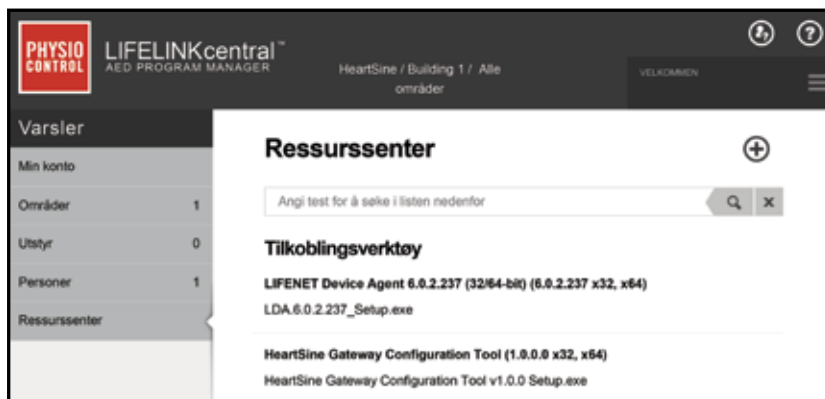 PHYSIO
CONTROL
LIFELINKcentral™
AED PROGRAM MANAGER
HeartSine / Building 1 / Alle
områder
VELKOMMEN
Varsler
Min konto
Områder 1
Utstyr 0
Personer 1
Ressurssenter
Ressurssenter
Angi test for å søke i listen nedenfor
Tilkoblingsverktøy
LIFENET Device Agent 6.0.2.237 (32/64-bit) (6.0.2.237 x32, x64)
LDA.6.0.2.237_Setup.exe
HeartSine Gateway Configuration Tool (1.0.0.0 x32, x64)
HeartSine Gateway Configuration Tool v1.0.0 Setup.exe